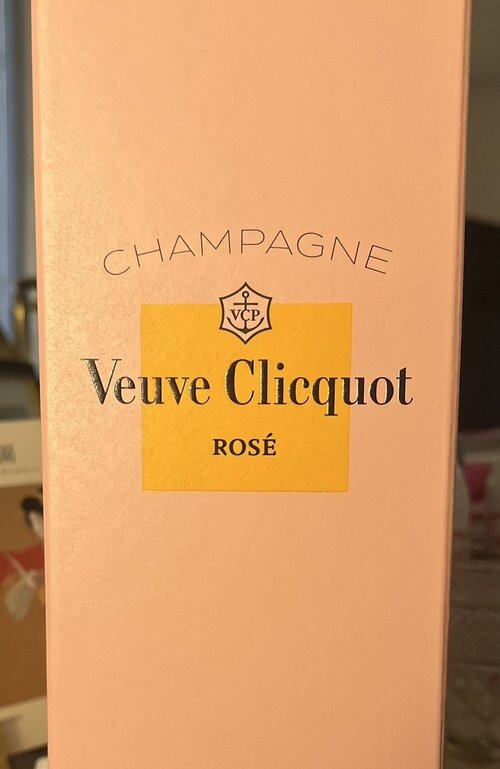 CHAMPAGNE
VCP
Veuve Clicquot
ROSÉ